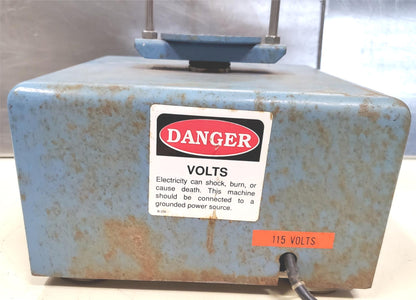 DANGER
VOLTS
Electricity can shock, burn, or
cause death. This machine
should be connected to a
grounded power source.
115 VOLTS